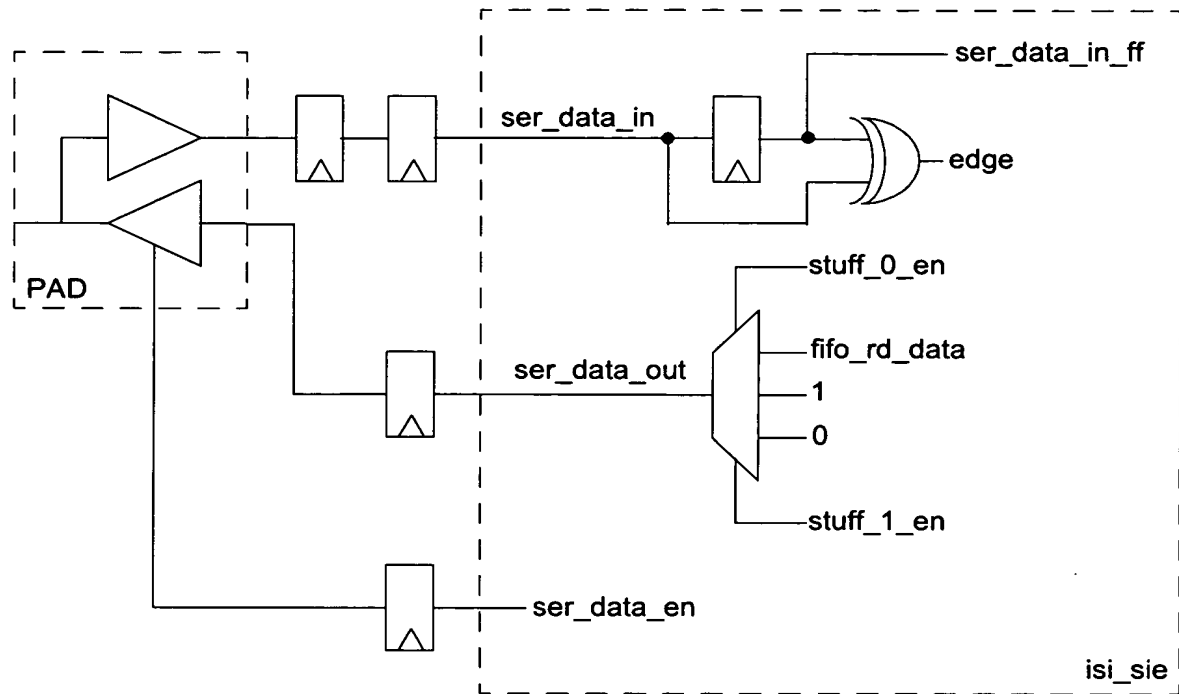 ser_data_in_ff
ser_data_in
edge
PAD
stuff_0_en
fifo_rd_data
ser_data_out
1
0
stuff_1_en
ser_data_en
isi_sie